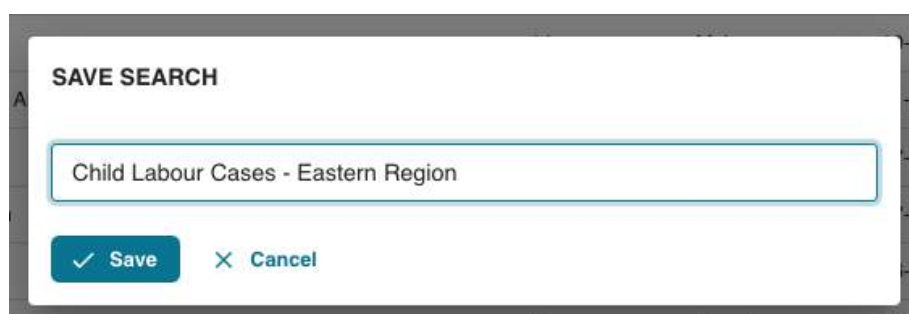 SAVE SEARCH
Child Labour Cases - Eastern Region
Save
Cancel